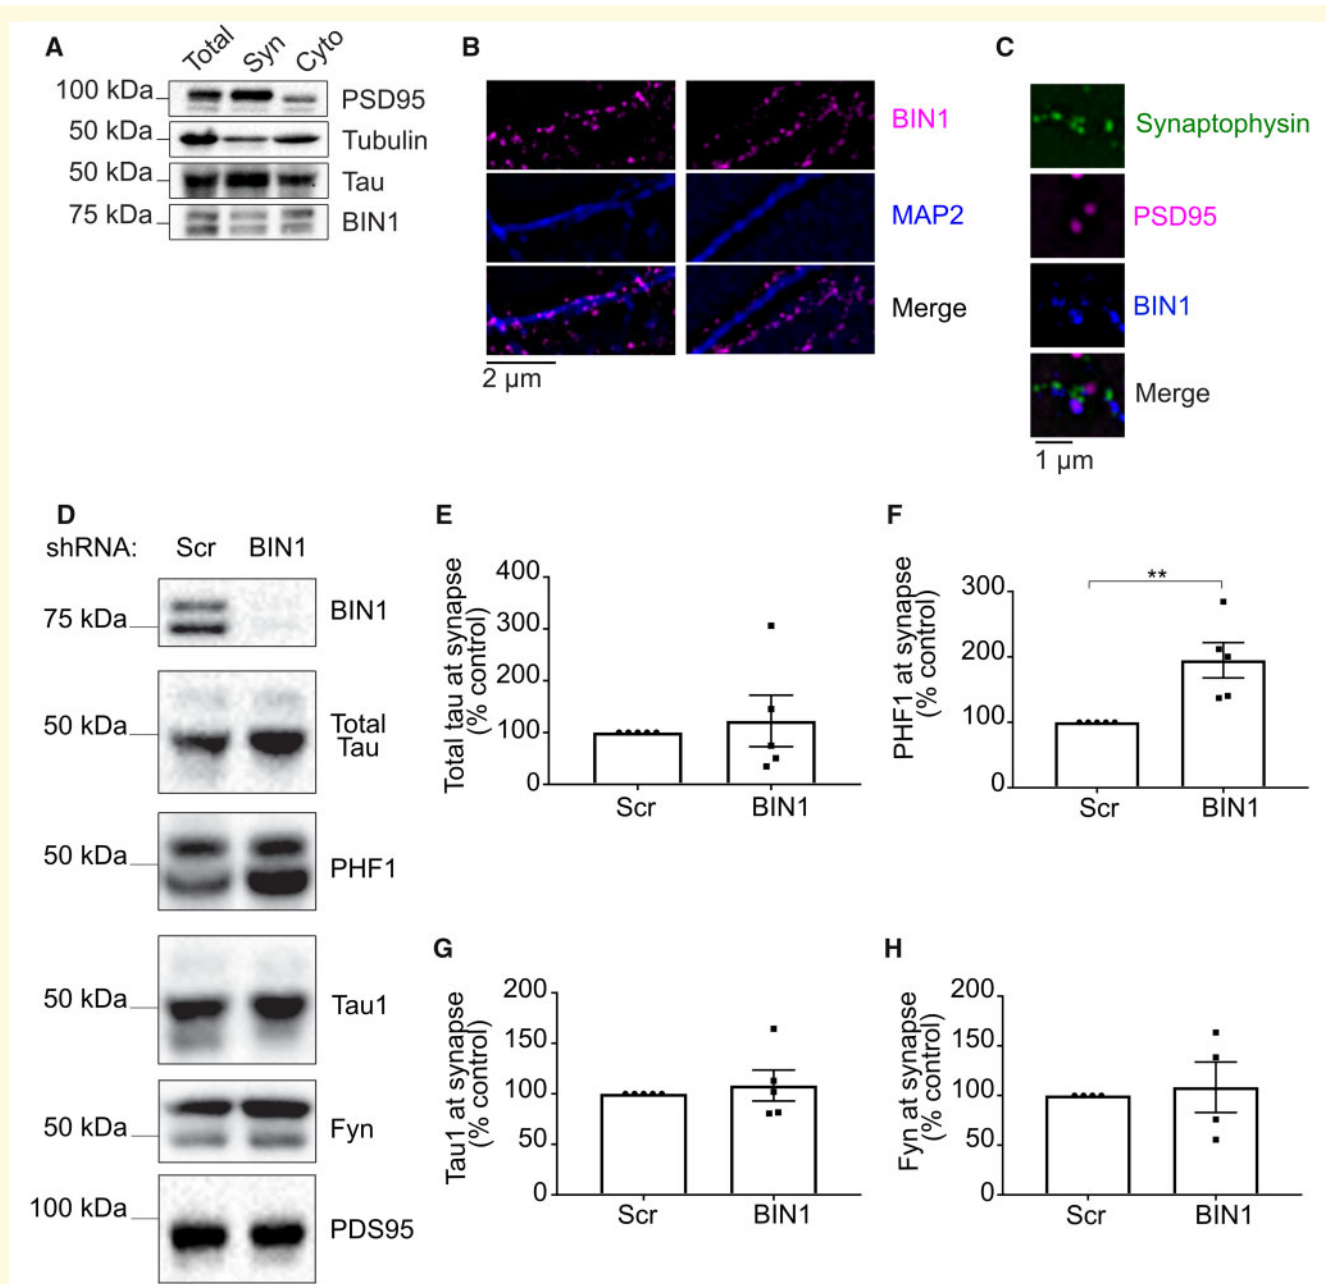 A
Total Syn Cyto
100 kDa
PSD95
50 kDa
Tubulin
50 kDa
Tau
75 kDa
BIN1
B
BIN1
MAP2
Merge
2 µm
C
Synaptophysin
PSD95
BIN1
Merge
1 µm
D
shRNA: Scr BIN1
75 kDa
BIN1
50 kDa
Total
Tau
50 kDa
PHF1
50 kDa
Tau1
50 kDa
Fyn
100 kDa
PDS95
E
Total tau at synapse
(% control)
400
300
200
100
0
Scr BIN1
F
PHF1 at synapse
(% control)
300
200
100
0
**
Scr BIN1
G
Tau1 at synapse
(% control)
200
150
100
50
0
Scr BIN1
H
Fyn at synapse
(% control)
200
150
100
50
0
Scr BIN1